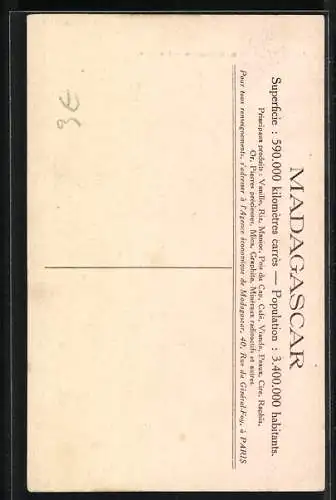 MADAGASCAR
Superficie : 590.000 kilomètres carrés — Population : 3.400.000 habitants.
Principaux produits : Vanille, Riz, Manioc, Pois du Cap, Café, Viande, Peaux, Cire, Raphia,
Or, Pierres précieuses, Mica, Graphite, Minéraux radioactifs et autres.
Pour tous renseignements, s'adresser à l'Agence économique de Madagascar, 40, Rue du Général-Foy, à PARIS